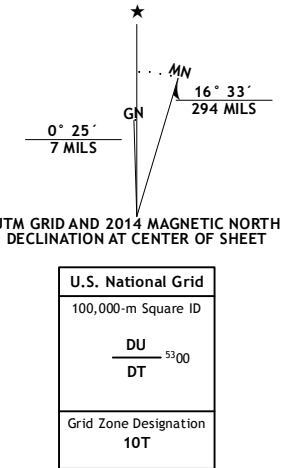 ★
MN
GN
16° 33´
294 MILS
0° 25´
7 MILS
UTM GRID AND 2014 MAGNETIC NORTH
DECLINATION AT CENTER OF SHEET
U.S. National Grid
100,000-m Square ID
DU
5300
DT
Grid Zone Designation
10T